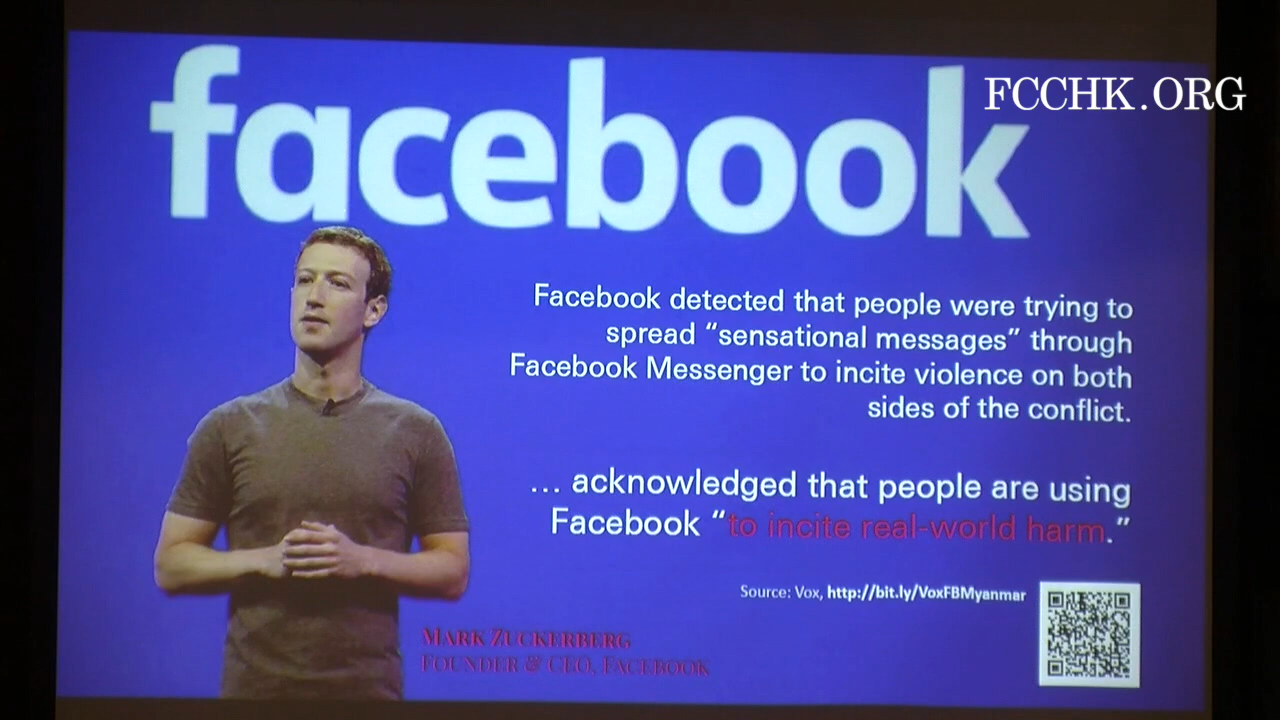 facebook
FCCHK.ORG
Facebook detected that people were trying to
spread “sensational messages” through
Facebook Messenger to incite violence on both
sides of the conflict.
… acknowledged that people are using
Facebook “to incite real-world harm.”
Source: Vox, http://bit.ly/VoxFBMyanmar
MARK ZUCKERBERG
FOUNDER & CEO, FACEBOOK